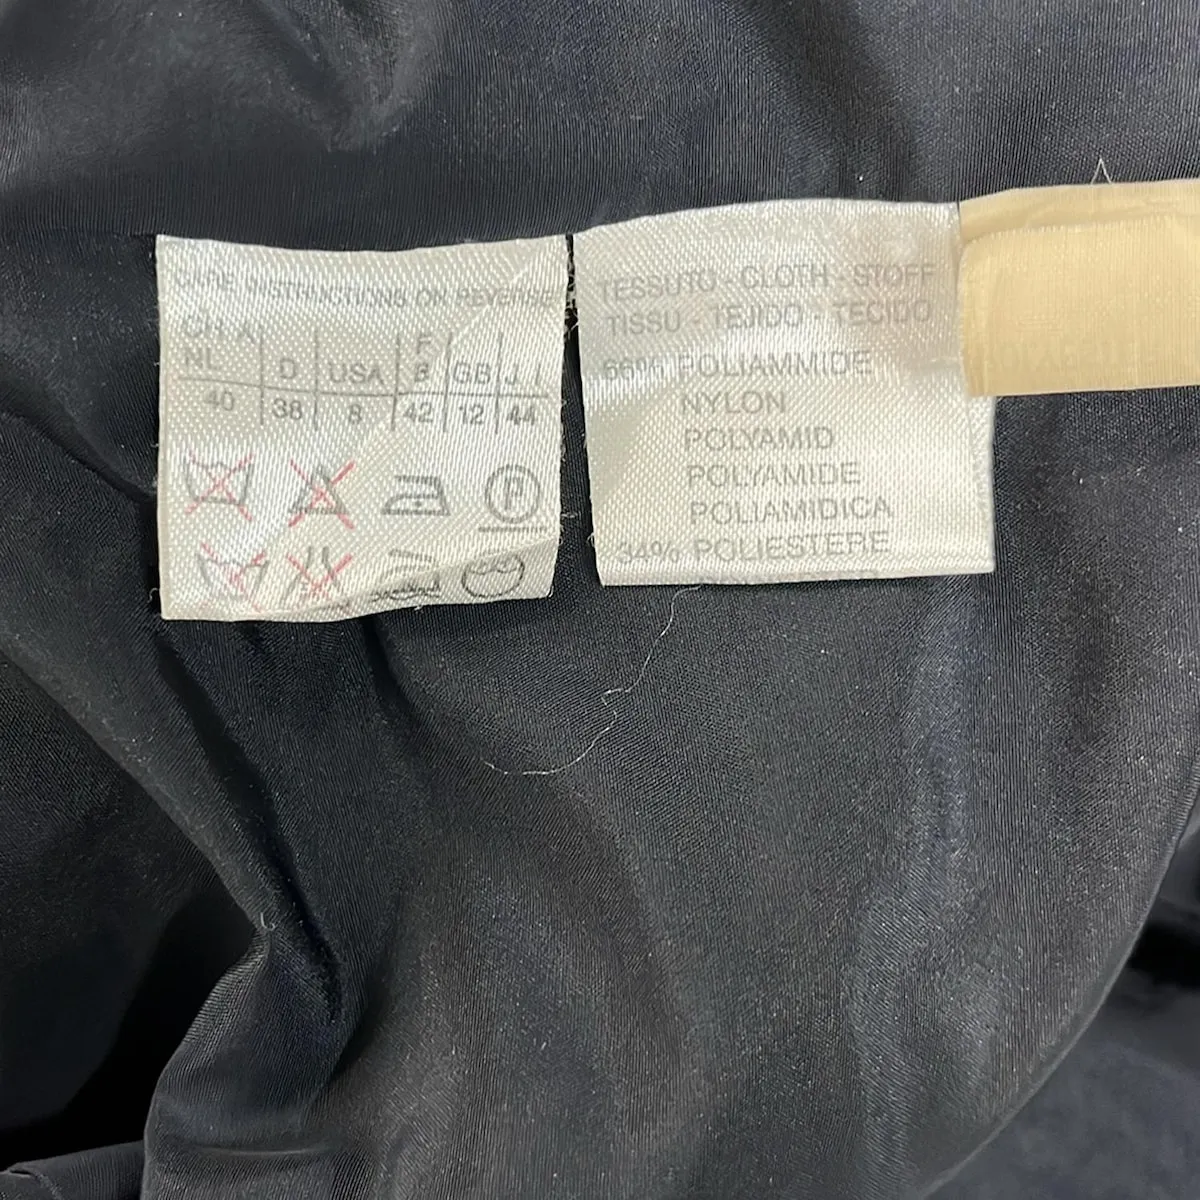 CARE INSTRUCTIONS ON REVERSE
CH A
NL D USA F B GB J I
40 38 8 42 12 44
P
TESSUTO - CLOTH - STOFF
TISSU - TEJIDO - TECIDO
66% POLIAMMIDE
NYLON
POLYAMID
POLYAMIDE
POLIAMIDICA
34% POLIESTERE